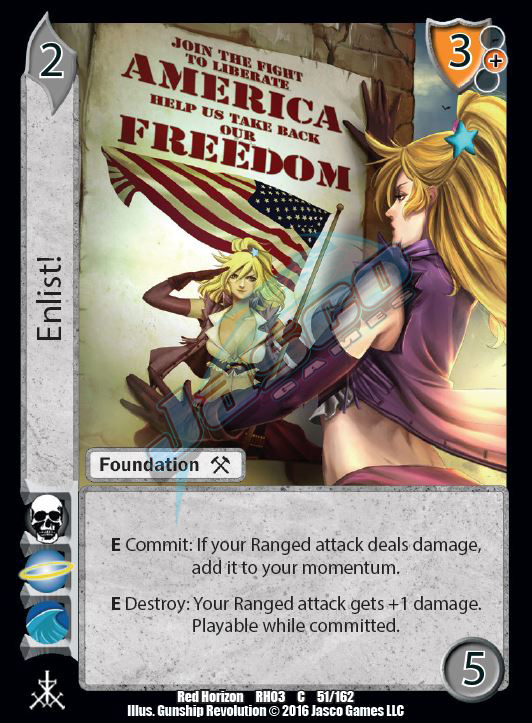 2
3
+
JOIN THE FIGHT
TO LIBERATE
AMERICA
HELP US TAKE BACK
OUR
FREEDOM
Enlist!
JASCO
GAMES
Foundation
E Commit: If your Ranged attack deals damage,
add it to your momentum.
E Destroy: Your Ranged attack gets +1 damage.
Playable while committed.
5
Red Horizon RH03 C 51/162
Illus. Gunship Revolution © 2016 Jasco Games LLC